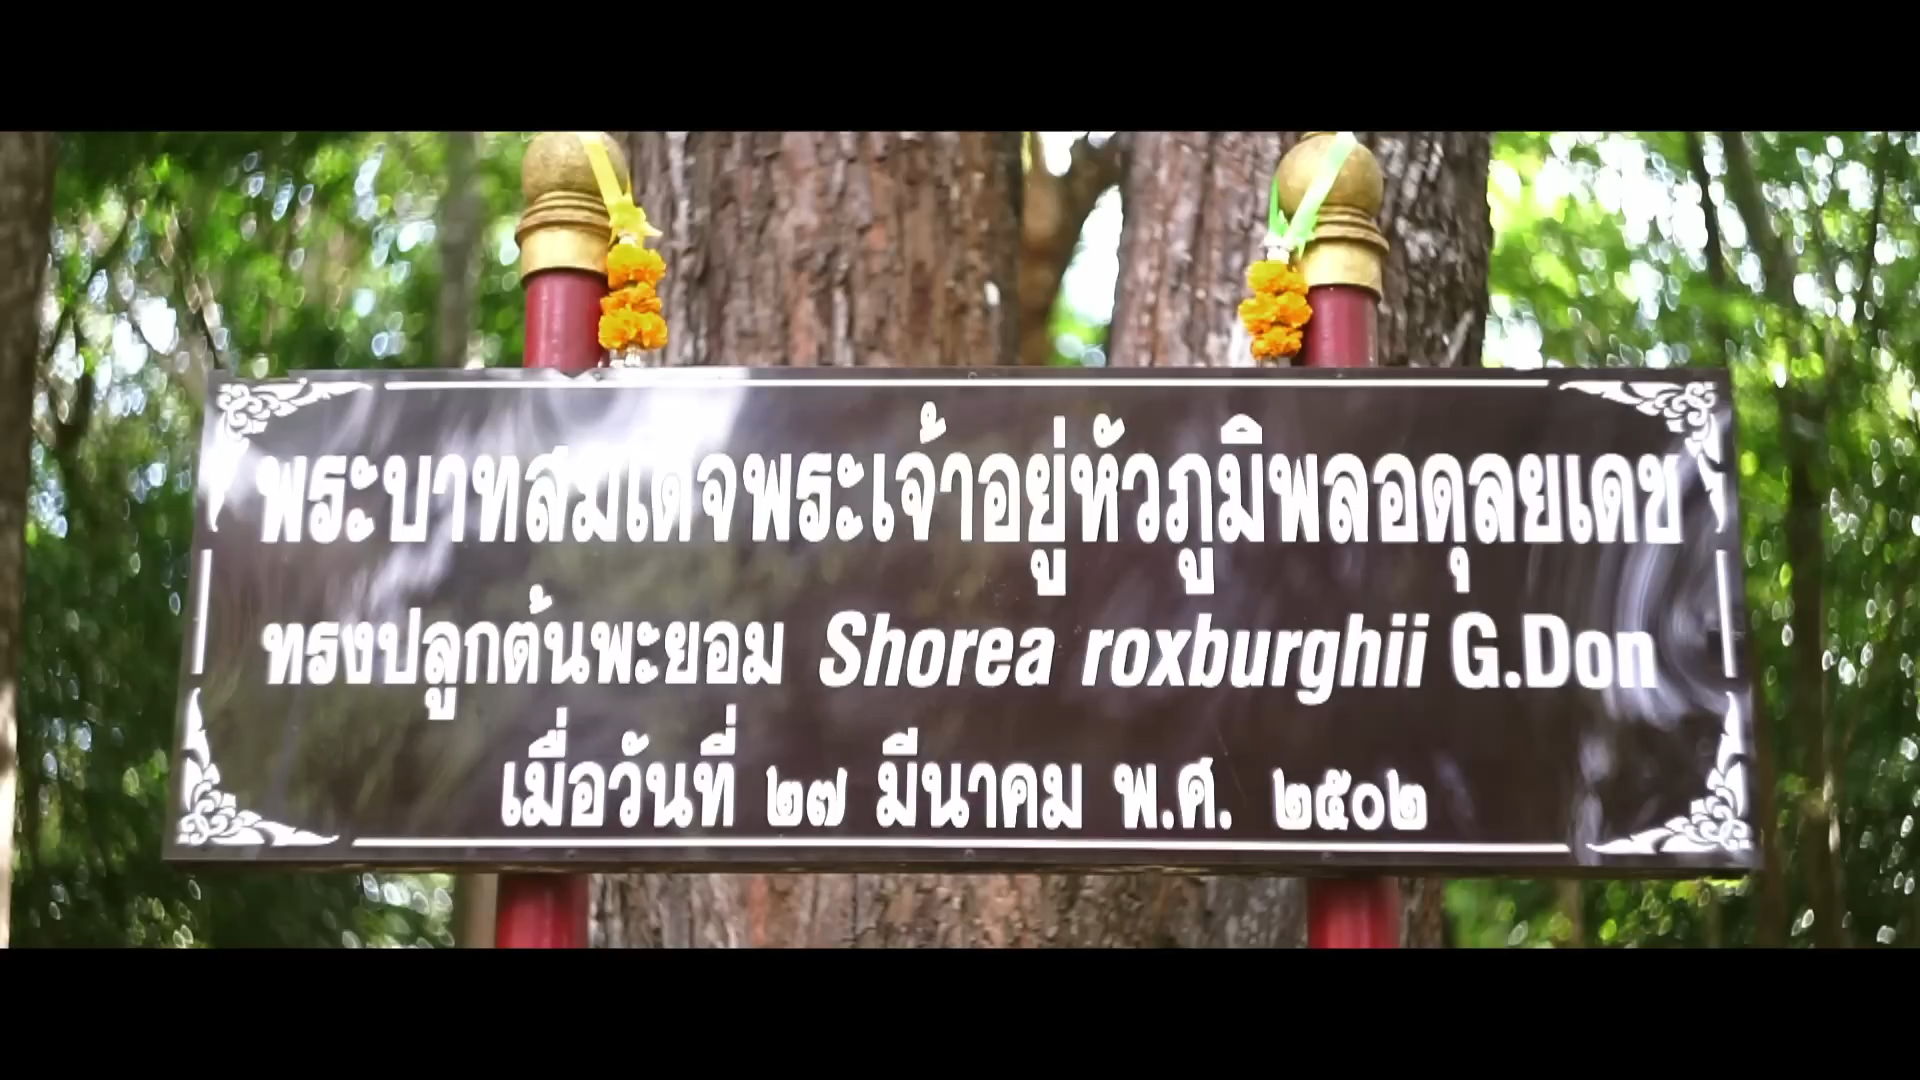 พระบาทสมเด็จพระเจ้าอยู่หัวภูมิพลอดุลยเดช
ทรงปลูกต้นพะยอม Shorea roxburghii G.Don
เมื่อวันที่ ๒๗ มีนาคม พ.ศ. ๒๕๐๒